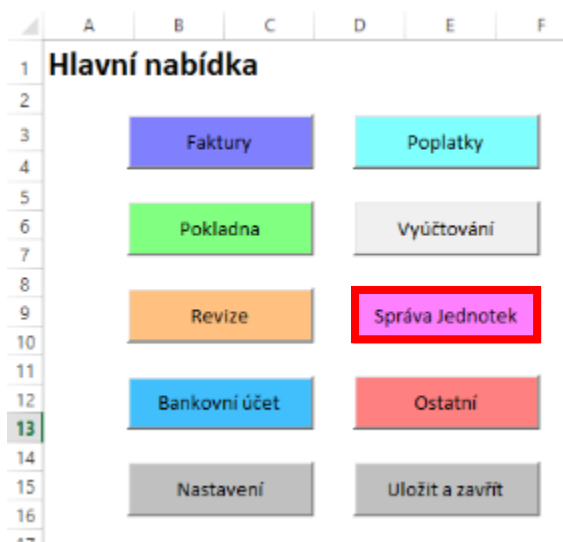 A B C D E F
1 Hlavní nabídka
2
3 Faktury Poplatky
4
5
6 Pokladna Vyúčtování
7
8
9 Revize Správa Jednotek
10
11
12 Bankovní účet Ostatní
13
14
15 Nastavení Uložit a zavřít
16
17